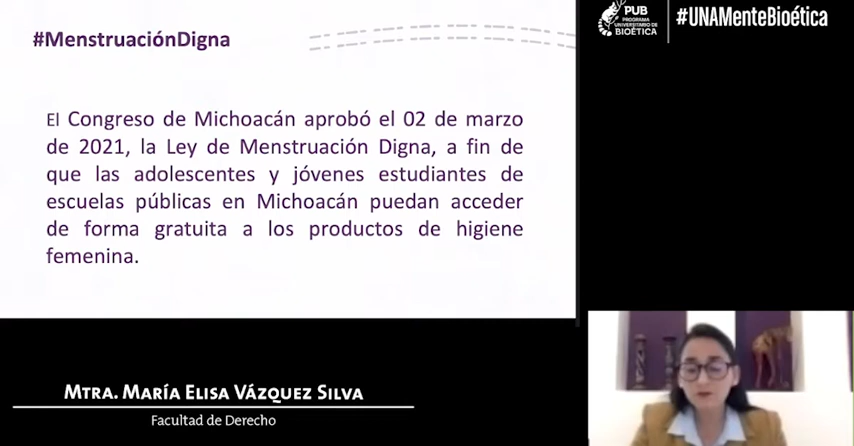 #MenstruaciónDigna
El Congreso de Michoacán aprobó el 02 de marzo
de 2021, la Ley de Menstruación Digna, a fin de
que las adolescentes y jóvenes estudiantes de
escuelas públicas en Michoacán puedan acceder
de forma gratuita a los productos de higiene
femenina.
PUB
PROGRAMA
UNIVERSITARIO DE
BIOÉTICA
#UNAMenteBioética
MTRA. MARÍA ELISA VÁZQUEZ SILVA
Facultad de Derecho